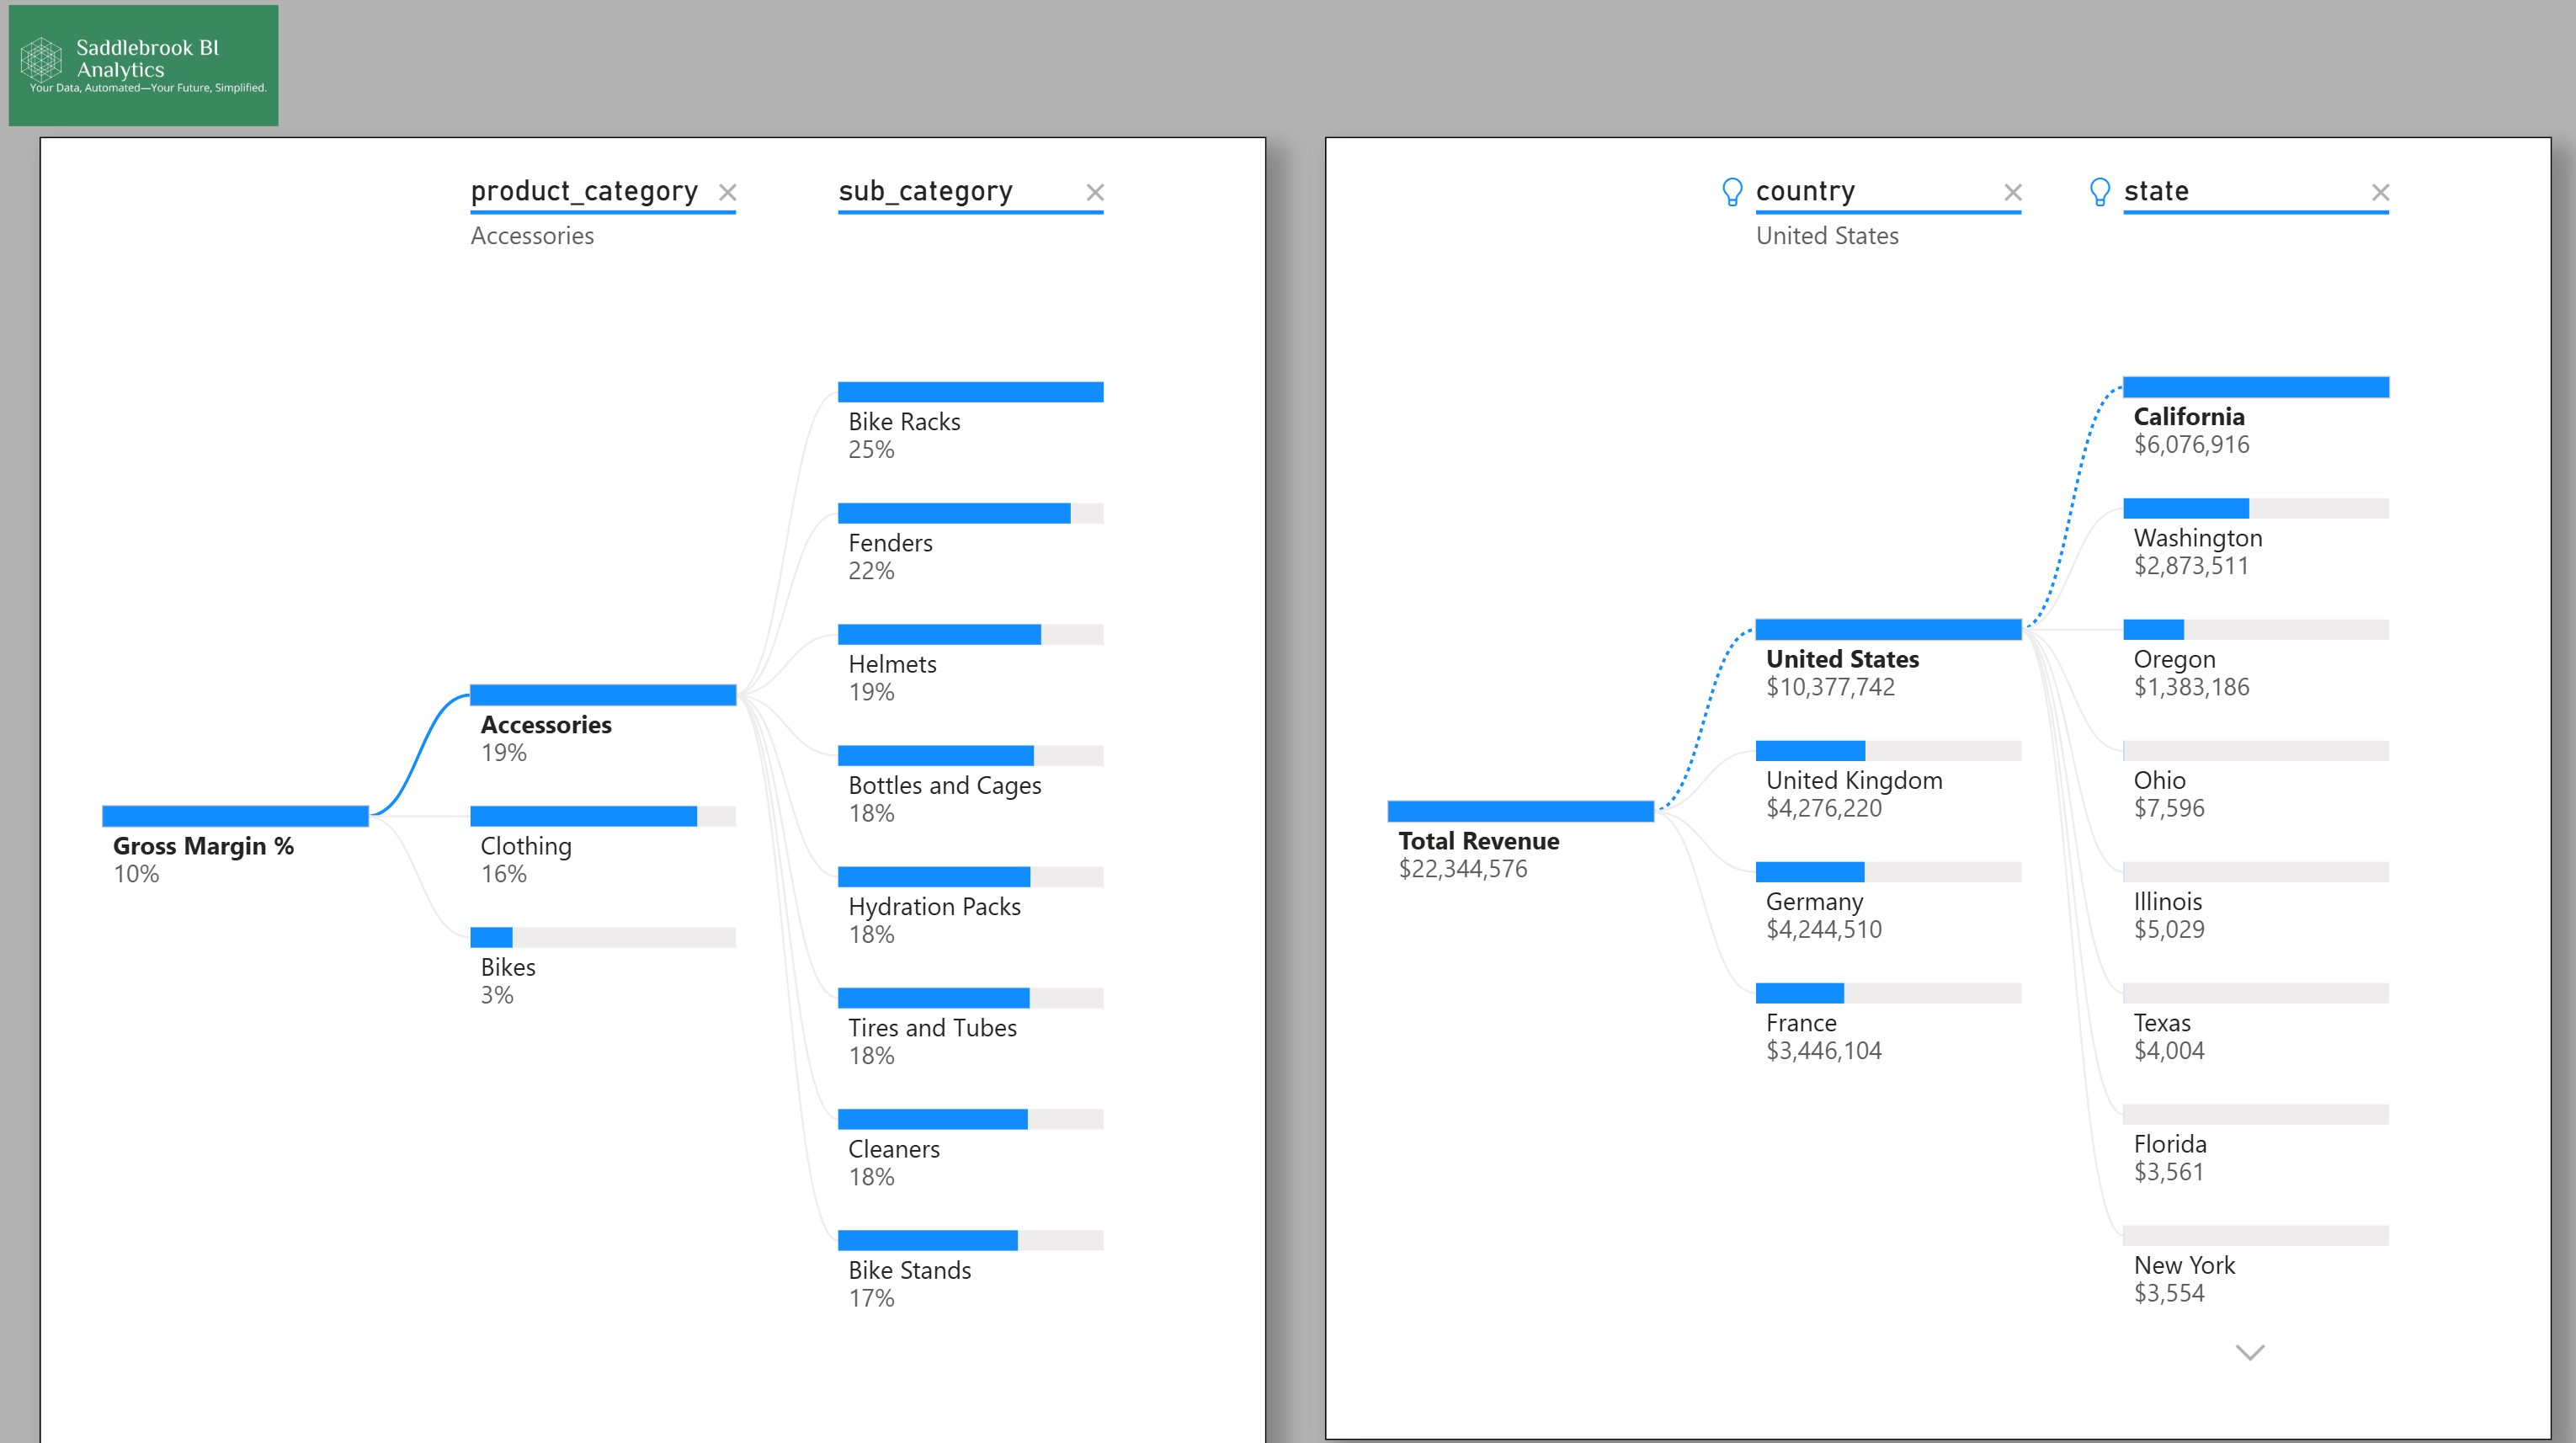 Saddlebrook BI
Analytics
Your Data, Automated—Your Future, Simplified.
product_category
Accessories
sub_category
Gross Margin %
10%
Accessories
19%
Clothing
16%
Bikes
3%
Bike Racks
25%
Fenders
22%
Helmets
19%
Bottles and Cages
18%
Hydration Packs
18%
Tires and Tubes
18%
Cleaners
18%
Bike Stands
17%
country
United States
state
Total Revenue
$22,344,576
United States
$10,377,742
United Kingdom
$4,276,220
Germany
$4,244,510
France
$3,446,104
California
$6,076,916
Washington
$2,873,511
Oregon
$1,383,186
Ohio
$7,596
Illinois
$5,029
Texas
$4,004
Florida
$3,561
New York
$3,554